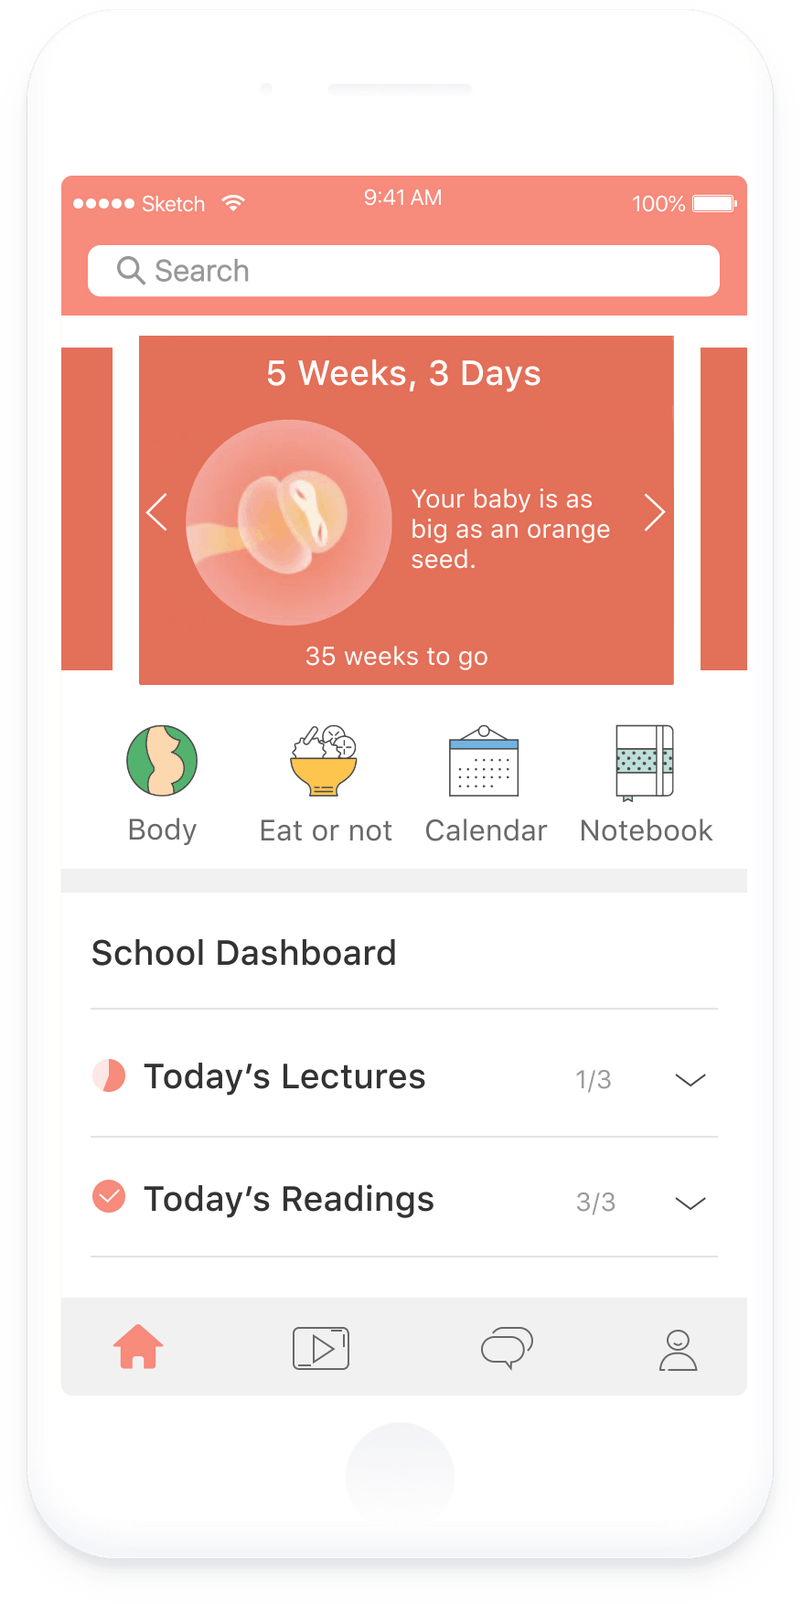 Sketch 9:41 AM 100%
Search
5 Weeks, 3 Days
Your baby is as
big as an orange
seed.
35 weeks to go
Body Eat or not Calendar Notebook
School Dashboard
Today’s Lectures 1/3
Today’s Readings 3/3